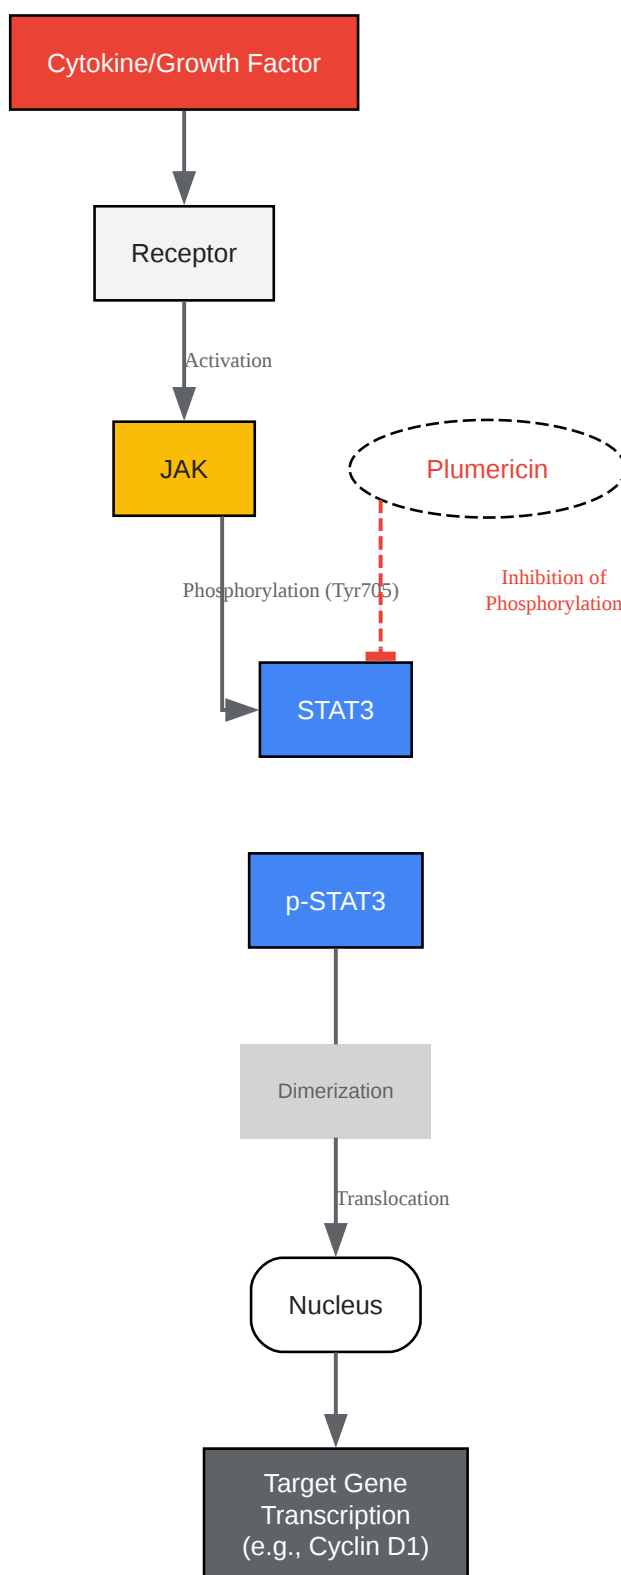 Cytokine/Growth Factor
Receptor
Activation
JAK
Plumericin
Phosphorylation (Tyr705)
Inhibition of
Phosphorylation
STAT3
p-STAT3
Dimerization
Translocation
Nucleus
Target Gene
Transcription
(e.g., Cyclin D1)